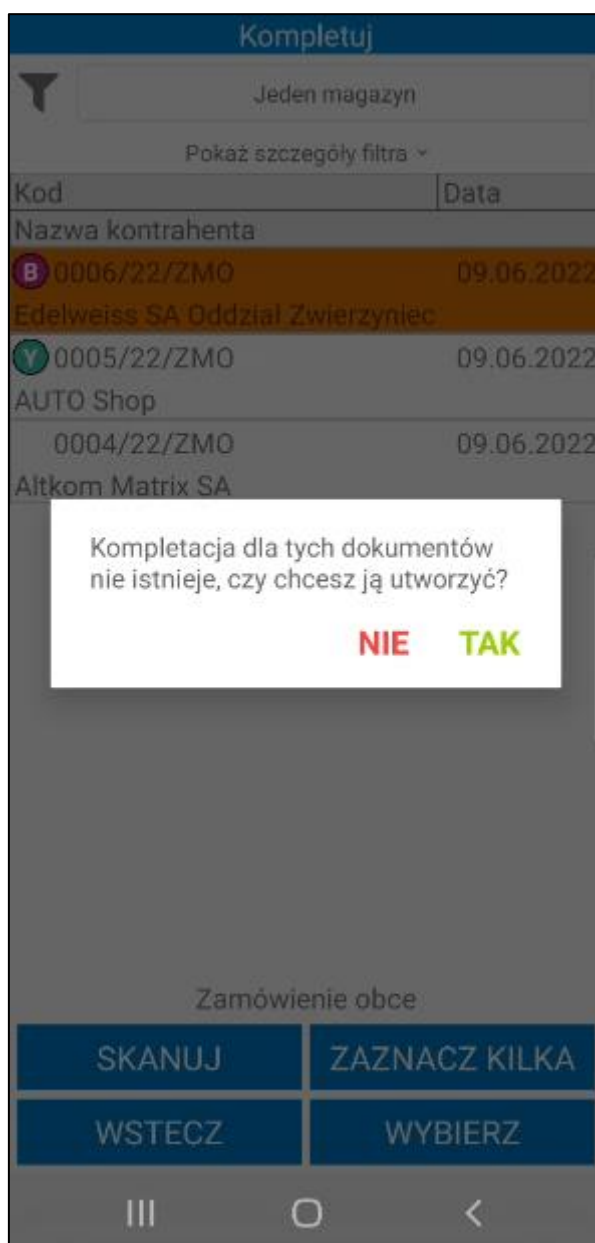 Kompletuj
Jeden magazyn
Pokaż szczegóły filtra
Kod Data
Nazwa kontrahenta
B 0006/22/ZMO 09.06.2022
Edelweiss SA Oddział Zwierzyniec
Y 0005/22/ZMO 09.06.2022
AUTO Shop
0004/22/ZMO 09.06.2022
Altkom Matrix SA
Kompletacja dla tych dokumentów
nie istnieje, czy chcesz ją utworzyć?
NIE TAK
Zamówienie obce
SKANUJ ZAZNACZ KILKA
WSTECZ WYBIERZ